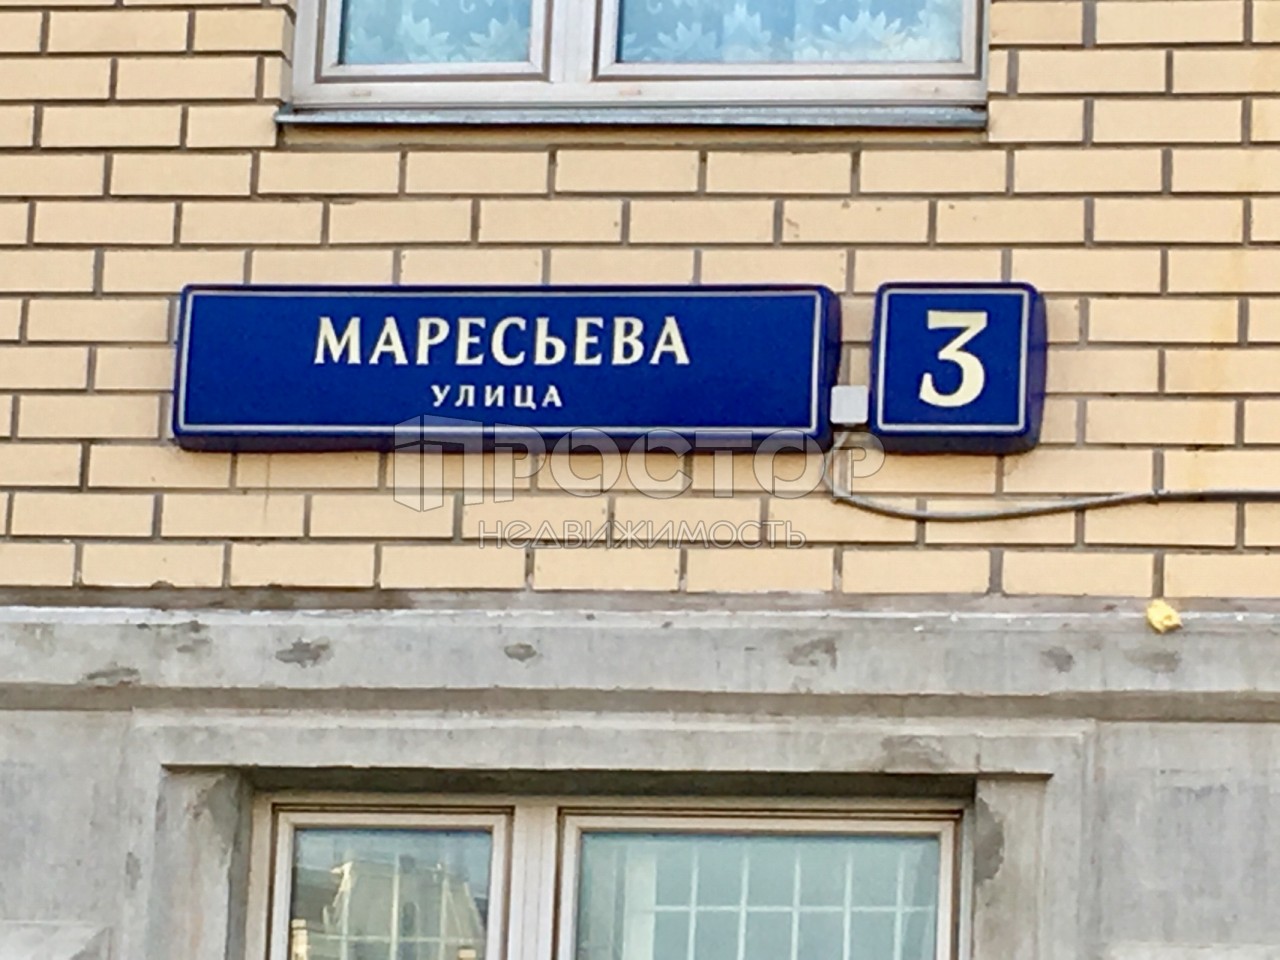 МАРЕСЬЕВА
УЛИЦА
3
ПРОСТОР
НЕДВИЖИМОСТЬ